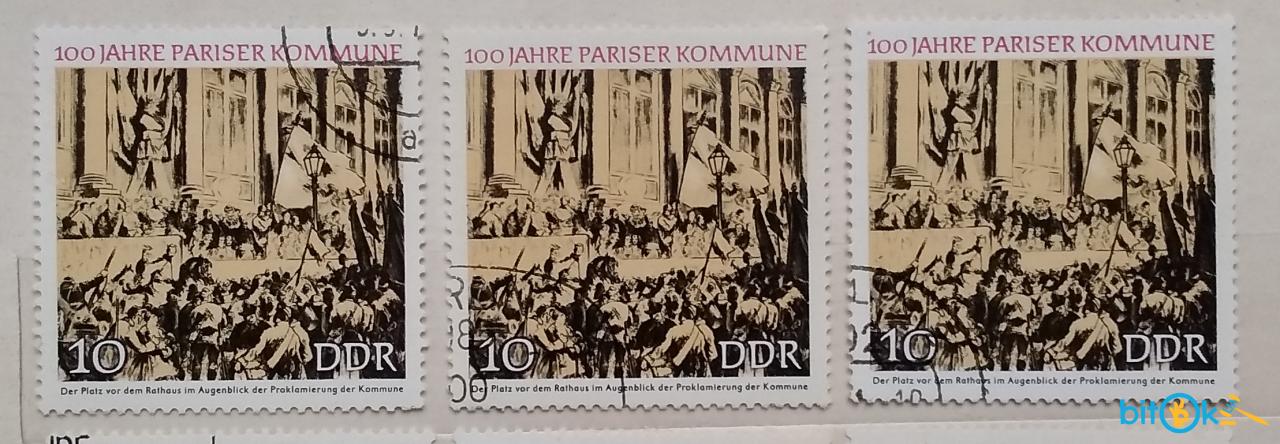 100 JAHRE PARISER KOMMUNE
10 DDR
Der Platz vor dem Rathaus im Augenblick der Proklamierung der Kommune
100 JAHRE PARISER KOMMUNE
10 DDR
Der Platz vor dem Rathaus im Augenblick der Proklamierung der Kommune
100 JAHRE PARISER KOMMUNE
10 DDR
Der Platz vor dem Rathaus im Augenblick der Proklamierung der Kommune
a